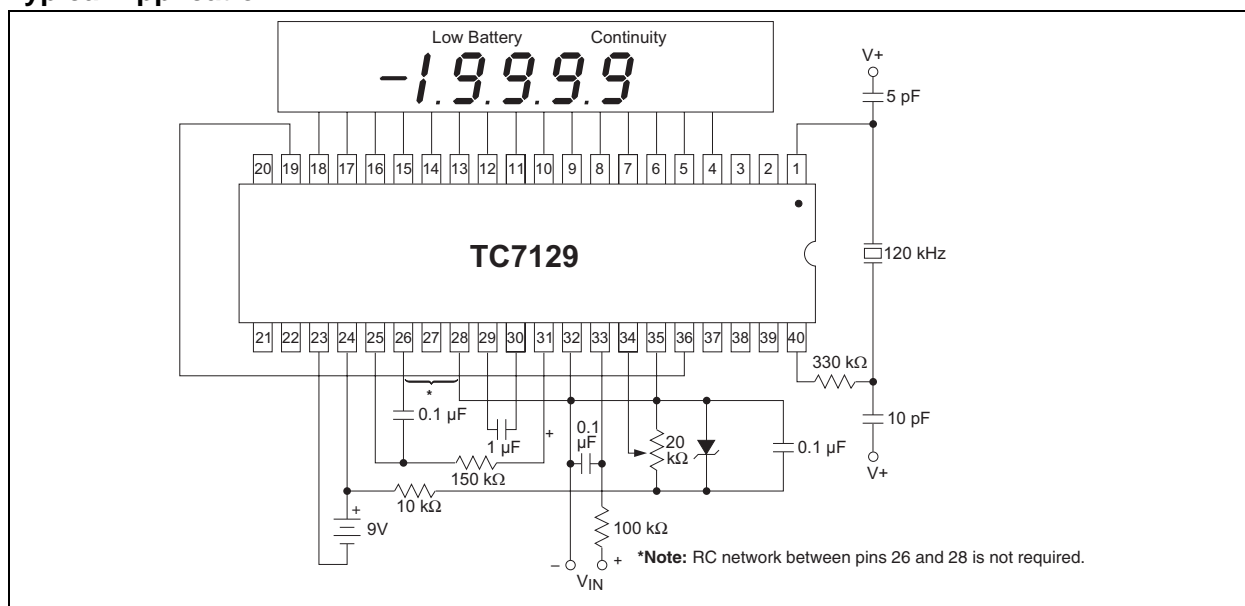 Low Battery Continuity
-1.9.9.9.9
V+
5 pF
20 19 18 17 16 15 14 13 12 11 10 9 8 7 6 5 4 3 2 1
TC7129
120 kHz
21 22 23 24 25 26 27 28 29 30 31 32 33 34 35 36 37 38 39 40
330 kΩ
*
0.1 µF
1 µF
+
0.1
µF
20
kΩ
0.1 µF
10 pF
V+
150 kΩ
10 kΩ
+
9V
100 kΩ
*Note: RC network between pins 26 and 28 is not required.
– +
VIN